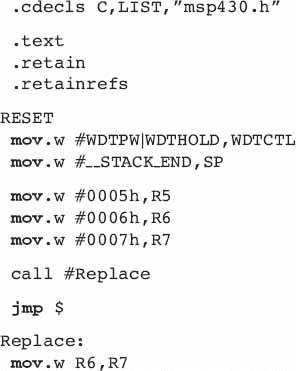 .cdecls C,LIST,”msp430.h”
.text
.retain
.retainrefs
RESET
mov.w #WDTPW|WDTHOLD,WDTCTL
mov.w #__STACK_END,SP
mov.w #0005h,R5
mov.w #0006h,R6
mov.w #0007h,R7
call #Replace
jmp $
Replace:
mov.w R6,R7